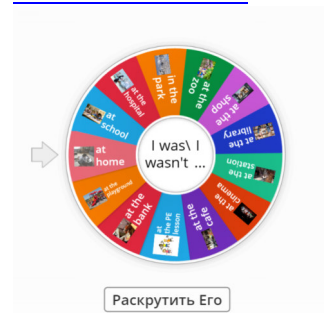 I was\ I
wasn't ...
in the
park
at the
zoo
at the
shop
at the
library
at the
station
at the
cinema
at the
cafe
at
the PE
lesson
at the
bank
at the
playground
at
home
at
school
at the
hospital
Раскрутить Его